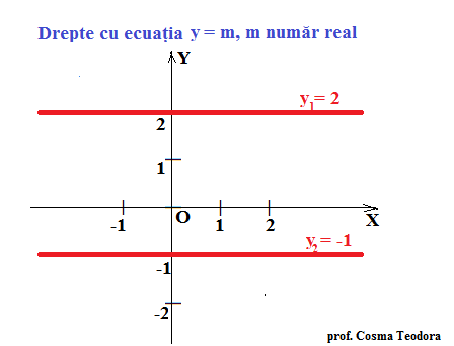 Drepte cu ecuația y = m, m număr real
Y
y1= 2
2
1
-1 O 1 2 X
y2= -1
-1
-2
prof. Cosma Teodora